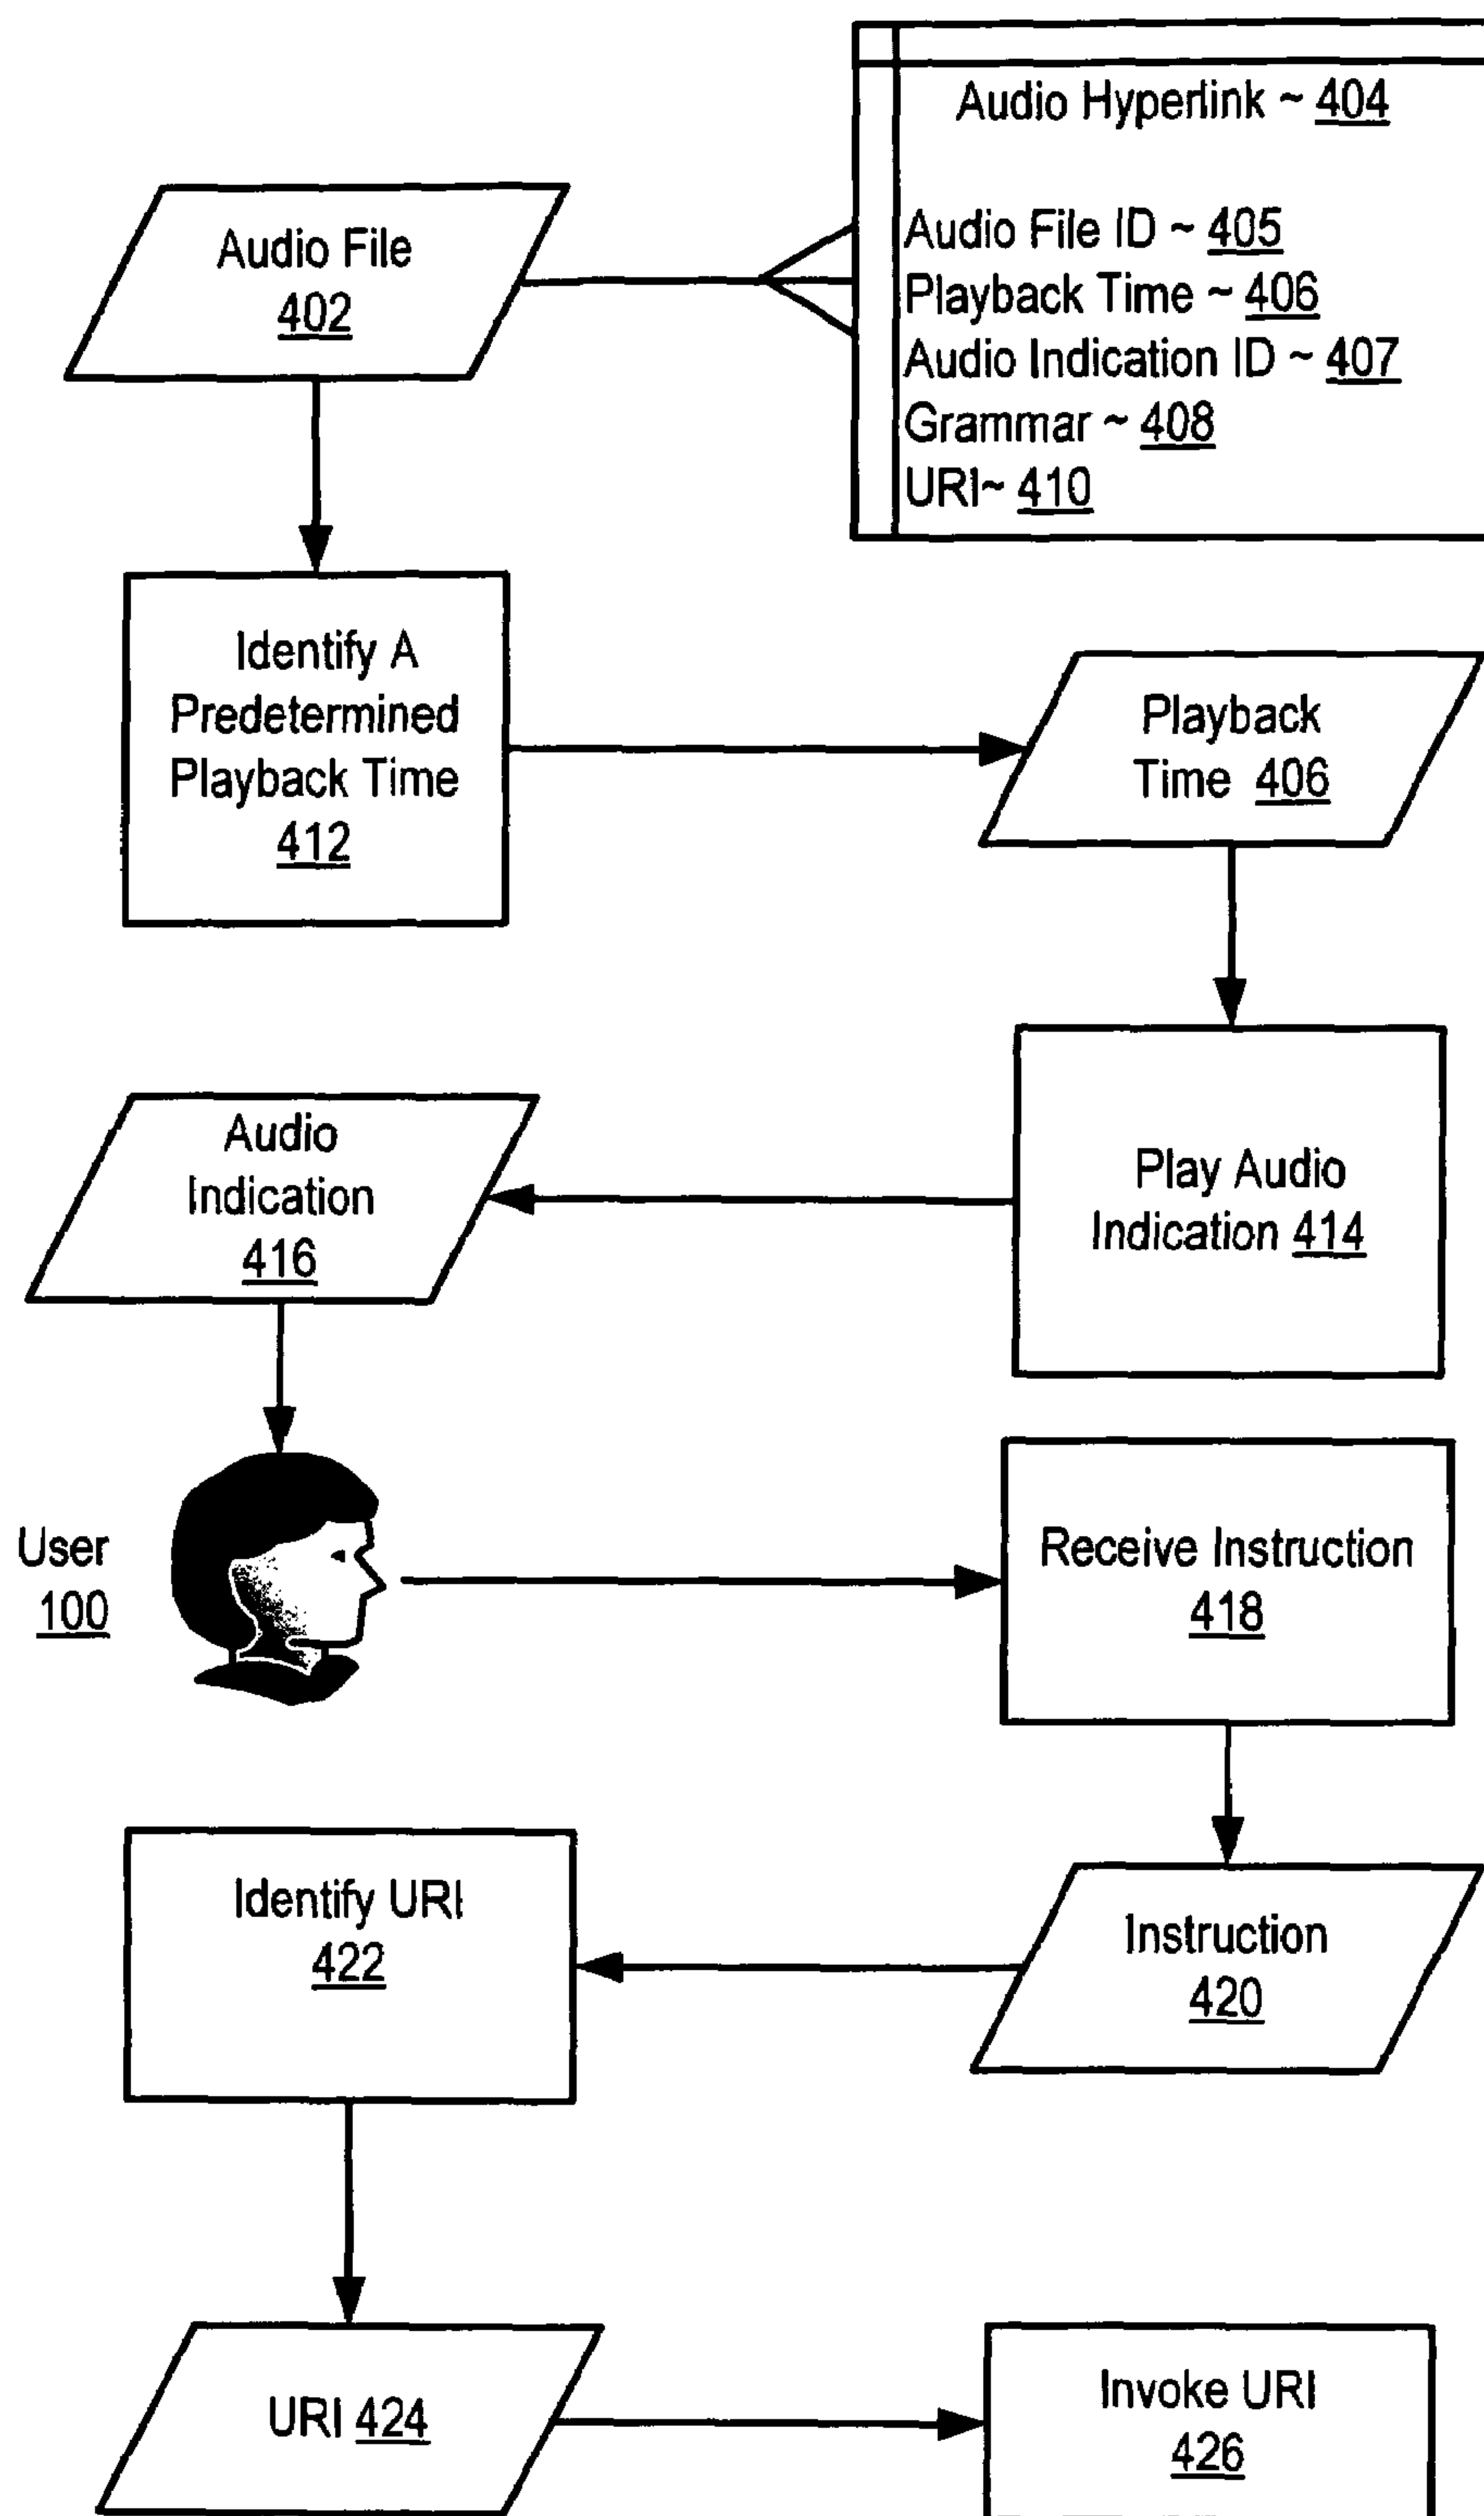 Audio Hyperlink ~ 404
Audio File ID ~ 405
Playback Time ~ 406
Audio Indication ID ~ 407
Grammar ~ 408
URI~ 410
Audio File
402
Identify A
Predetermined
Playback Time
412
Playback
Time 406
Play Audio
Indication 414
Audio
Indication
416
User
100
Receive Instruction
418
Instruction
420
Identify URI
422
URI 424
Invoke URI
426